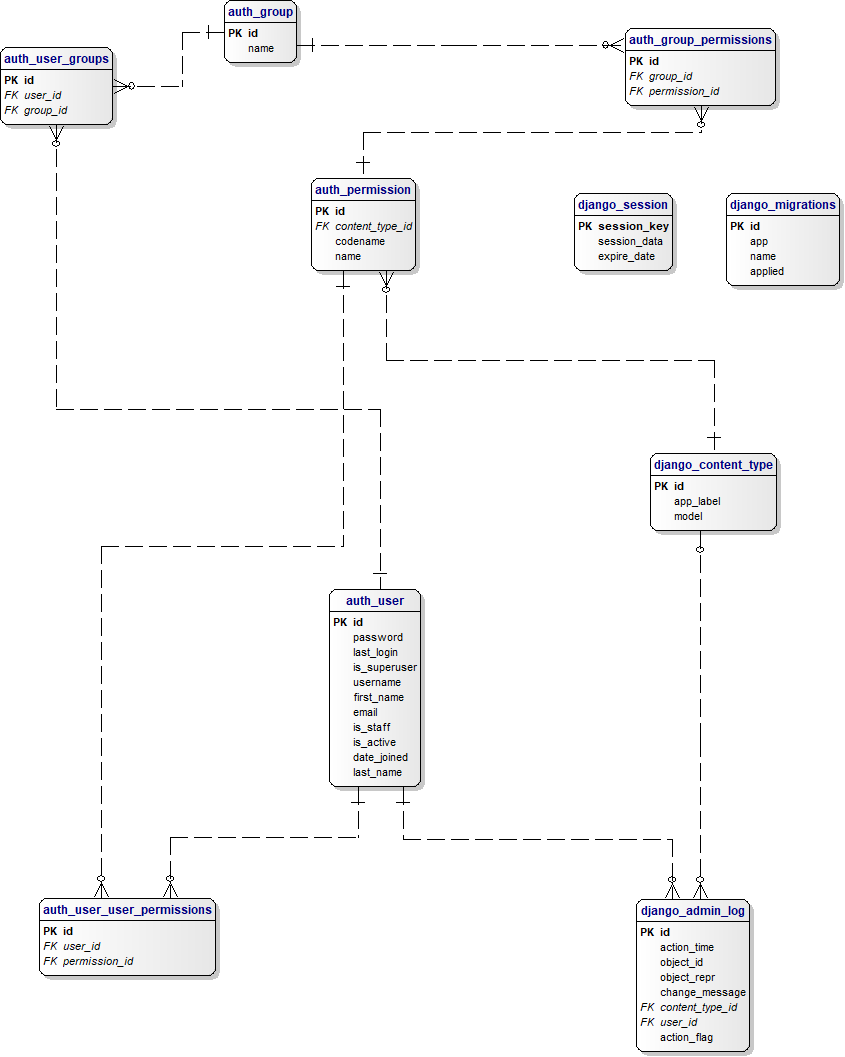 auth_group
PK id
name
auth_group_permissions
PK id
FK group_id
FK permission_id
auth_user_groups
PK id
FK user_id
FK group_id
auth_permission
PK id
FK content_type_id
codename
name
django_session
PK session_key
session_data
expire_date
django_migrations
PK id
app
name
applied
django_content_type
PK id
app_label
model
auth_user
PK id
password
last_login
is_superuser
username
first_name
email
is_staff
is_active
date_joined
last_name
auth_user_user_permissions
PK id
FK user_id
FK permission_id
django_admin_log
PK id
action_time
object_id
object_repr
change_message
FK content_type_id
FK user_id
action_flag